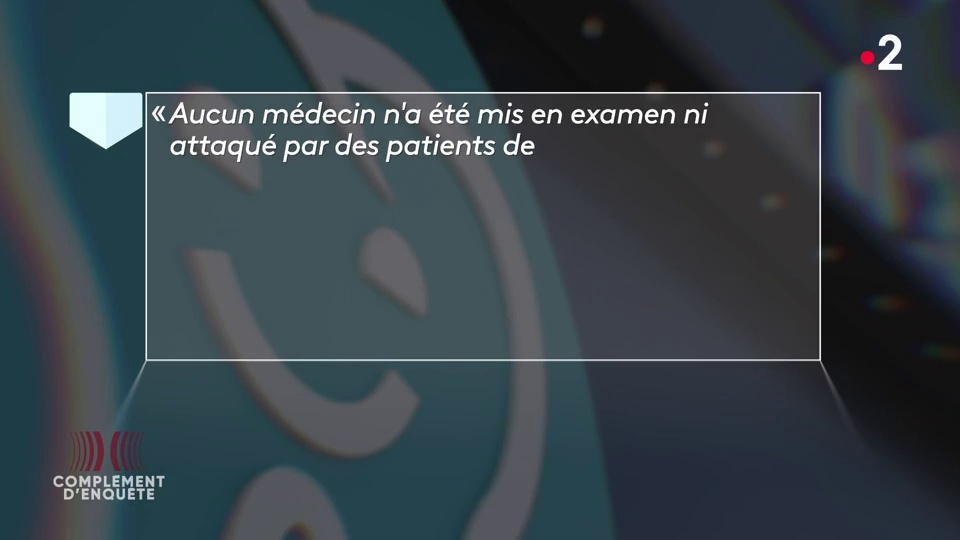 2
« Aucun médecin n'a été mis en examen ni
attaqué par des patients de
COMPLÉMENT
D'ENQUÊTE